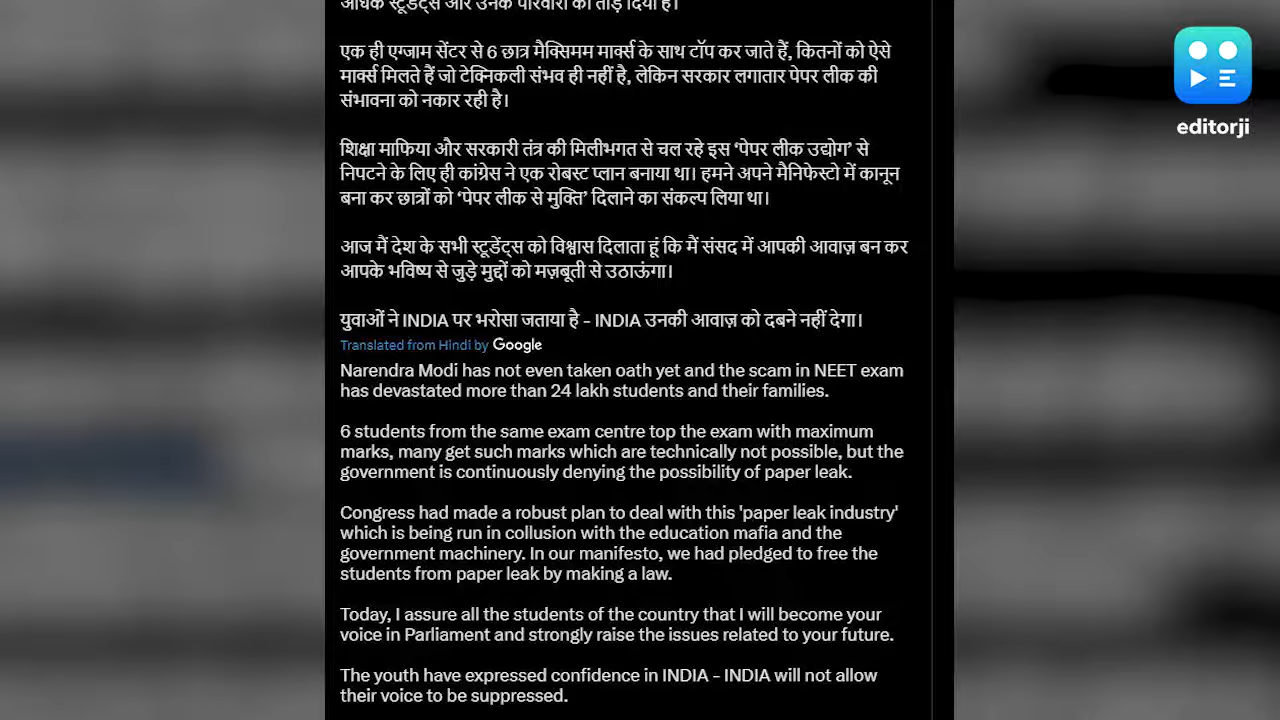 अधिक स्टूडेंट्स और उनके परिवारों को तोड़ दिया है।
एक ही एग्जाम सेंटर से 6 छात्र मैक्सिमम मार्क्स के साथ टॉप कर जाते हैं, कितनों को ऐसे
मार्क्स मिलते हैं जो टेक्निकली संभव ही नहीं है, लेकिन सरकार लगातार पेपर लीक की
संभावना को नकार रही है।
शिक्षा माफिया और सरकारी तंत्र की मिलीभगत से चल रहे इस ‘पेपर लीक उद्योग’ से
निपटने के लिए ही कांग्रेस ने एक रोबस्ट प्लान बनाया था। हमने अपने मैनिफेस्टो में कानून
बना कर छात्रों को ‘पेपर लीक से मुक्ति’ दिलाने का संकल्प लिया था।
आज मैं देश के सभी स्टूडेंट्स को विश्वास दिलाता हूं कि मैं संसद में आपकी आवाज़ बन कर
आपके भविष्य से जुड़े मुद्दों को मज़बूती से उठाऊंगा।
युवाओं ने INDIA पर भरोसा जताया है - INDIA उनकी आवाज़ को दबने नहीं देगा।
Translated from Hindi by Google
Narendra Modi has not even taken oath yet and the scam in NEET exam
has devastated more than 24 lakh students and their families.
6 students from the same exam centre top the exam with maximum
marks, many get such marks which are technically not possible, but the
government is continuously denying the possibility of paper leak.
Congress had made a robust plan to deal with this 'paper leak industry'
which is being run in collusion with the education mafia and the
government machinery. In our manifesto, we had pledged to free the
students from paper leak by making a law.
Today, I assure all the students of the country that I will become your
voice in Parliament and strongly raise the issues related to your future.
The youth have expressed confidence in INDIA - INDIA will not allow
their voice to be suppressed.
editorji